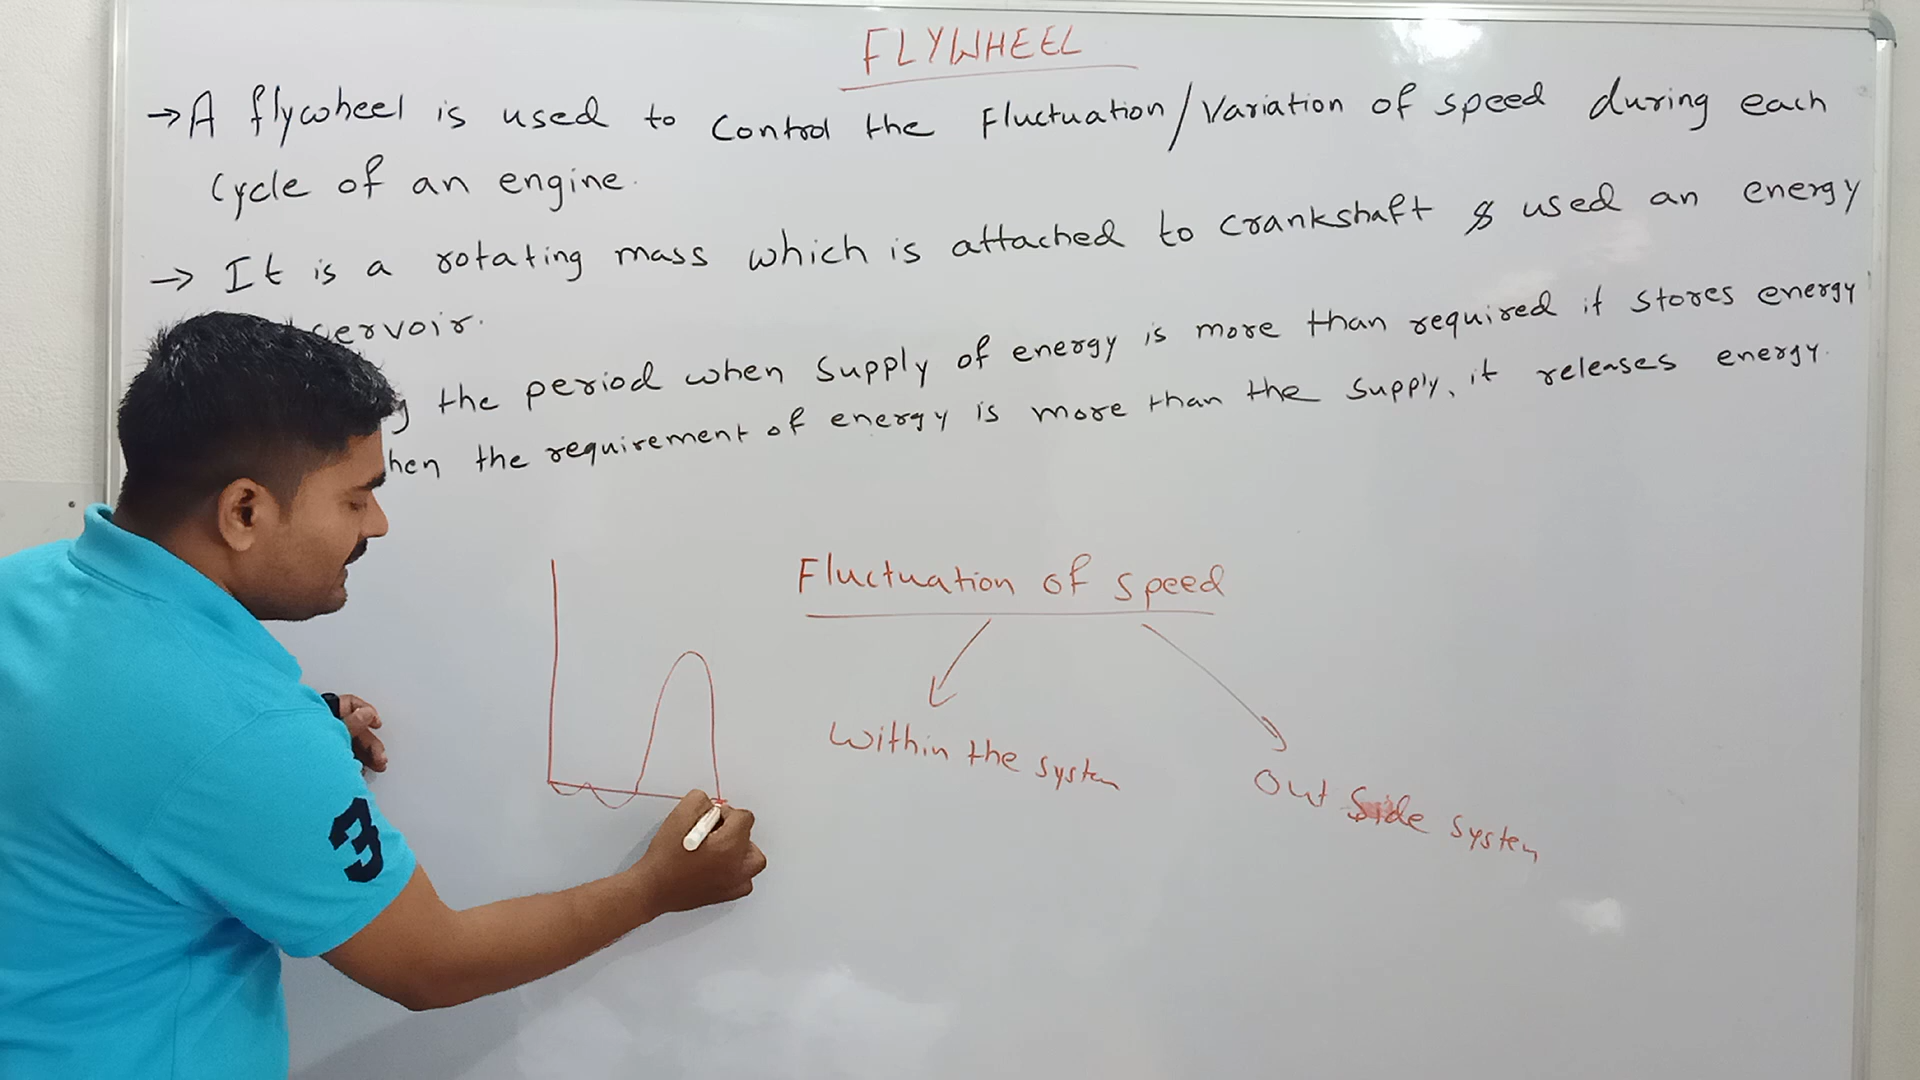 FLYWHEEL
→ A flywheel is used to control the Fluctuation/Variation of speed during each
cycle of an engine.
→ It is a rotating mass which is attached to crankshaft & used an energy
servoir.
the period when supply of energy is more than required it stores energy
hen the requirement of energy is more than the supply, it releases energy.
Fluctuation of speed
Within the system
Out Side system
3